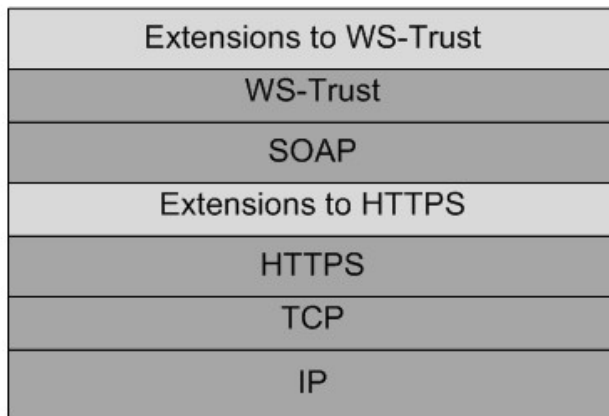 Extensions to WS-Trust
WS-Trust
SOAP
Extensions to HTTPS
HTTPS
TCP
IP